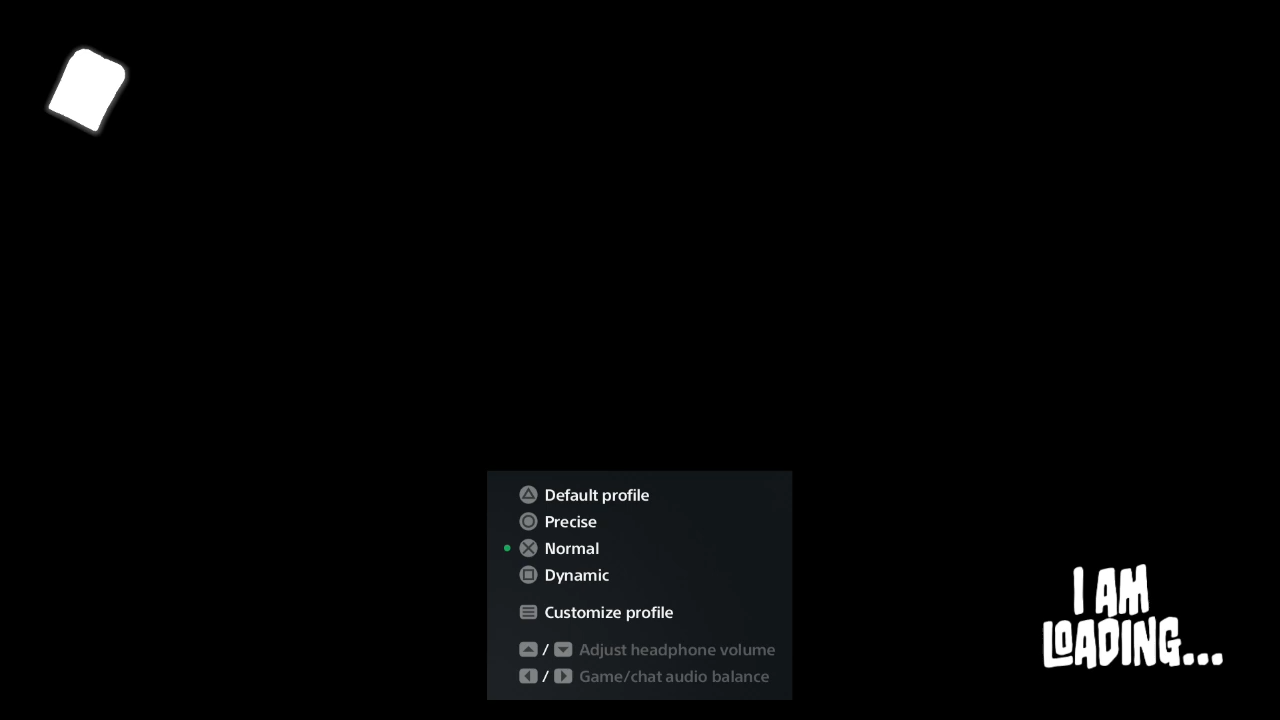 Default profile
Precise
Normal
Dynamic
Customize profile
/ Adjust headphone volume
/ Game/chat audio balance
I AM
LOADING...